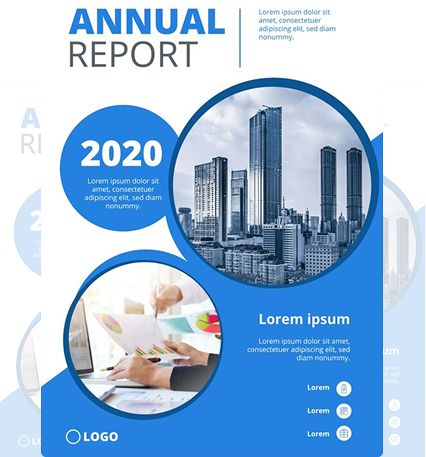 ANNUAL
REPORT
Lorem ipsum dolor sit
amet, consectetuer
adipiscing elit, sed diam
nonummy.
2020
Lorem ipsum dolor sit
amet, consectetuer
adipiscing elit, sed diam
nonummy.
Lorem ipsum
Lorem ipsum dolor sit amet,
consectetuer adipiscing elit, sed
diam nonummy.
Lorem
Lorem
Lorem
LOGO